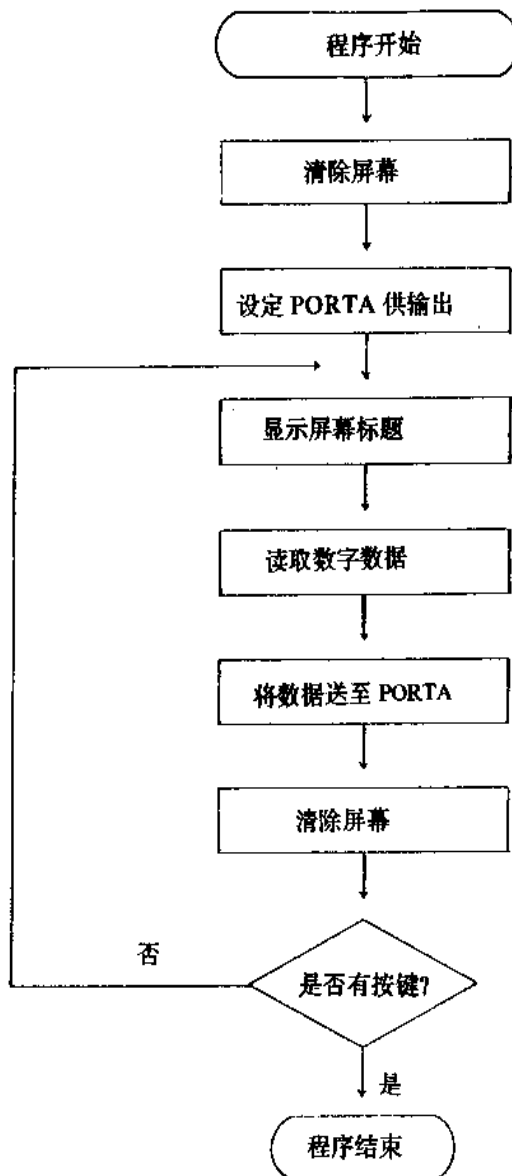 程序开始
清除屏幕
设定 PORTA 供输出
显示屏幕标题
读取数字数据
将数据送至 PORTA
清除屏幕
否
是否有按键?
是
程序结束